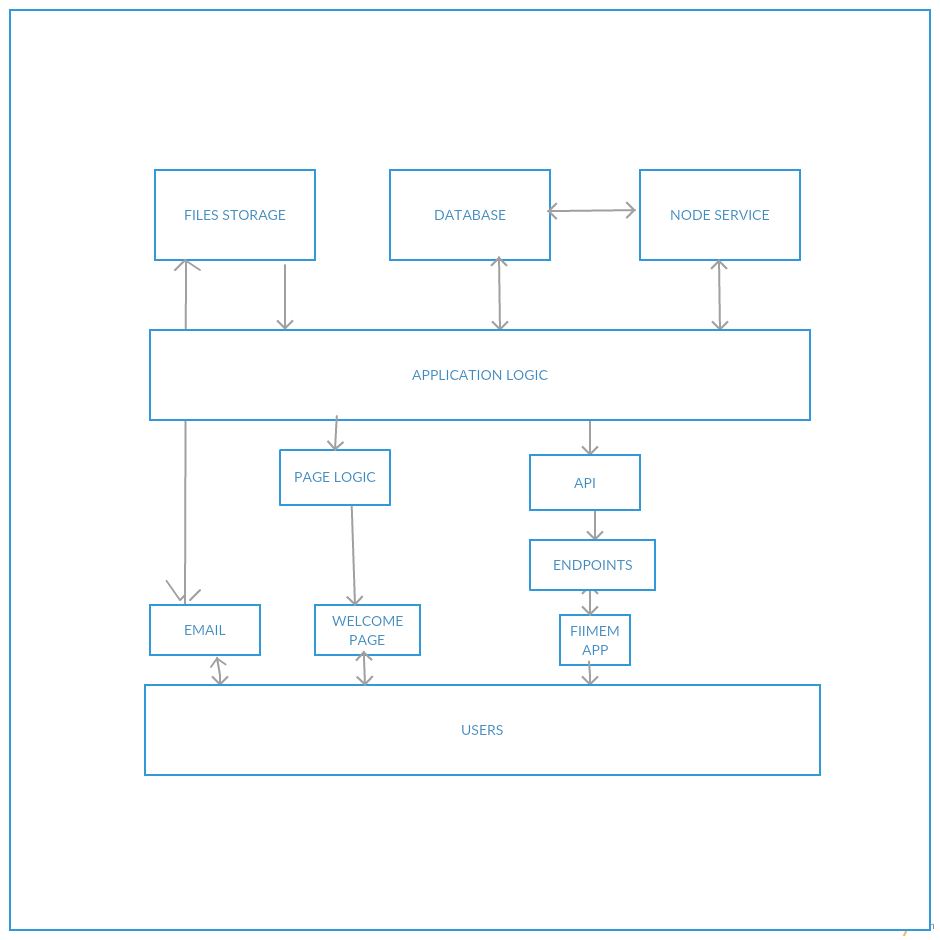 FILES STORAGE
DATABASE
NODE SERVICE
APPLICATION LOGIC
PAGE LOGIC
API
ENDPOINTS
EMAIL
WELCOME
PAGE
FIIMEM
APP
USERS